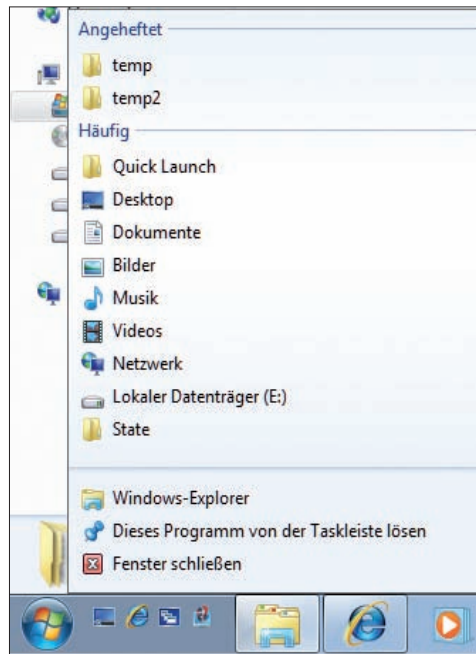 Angeheftet
temp
temp2
Häufig
Quick Launch
Desktop
Dokumente
Bilder
Musik
Videos
Netzwerk
Lokaler Datenträger (E:)
State
Windows-Explorer
Dieses Programm von der Taskleiste lösen
Fenster schließen